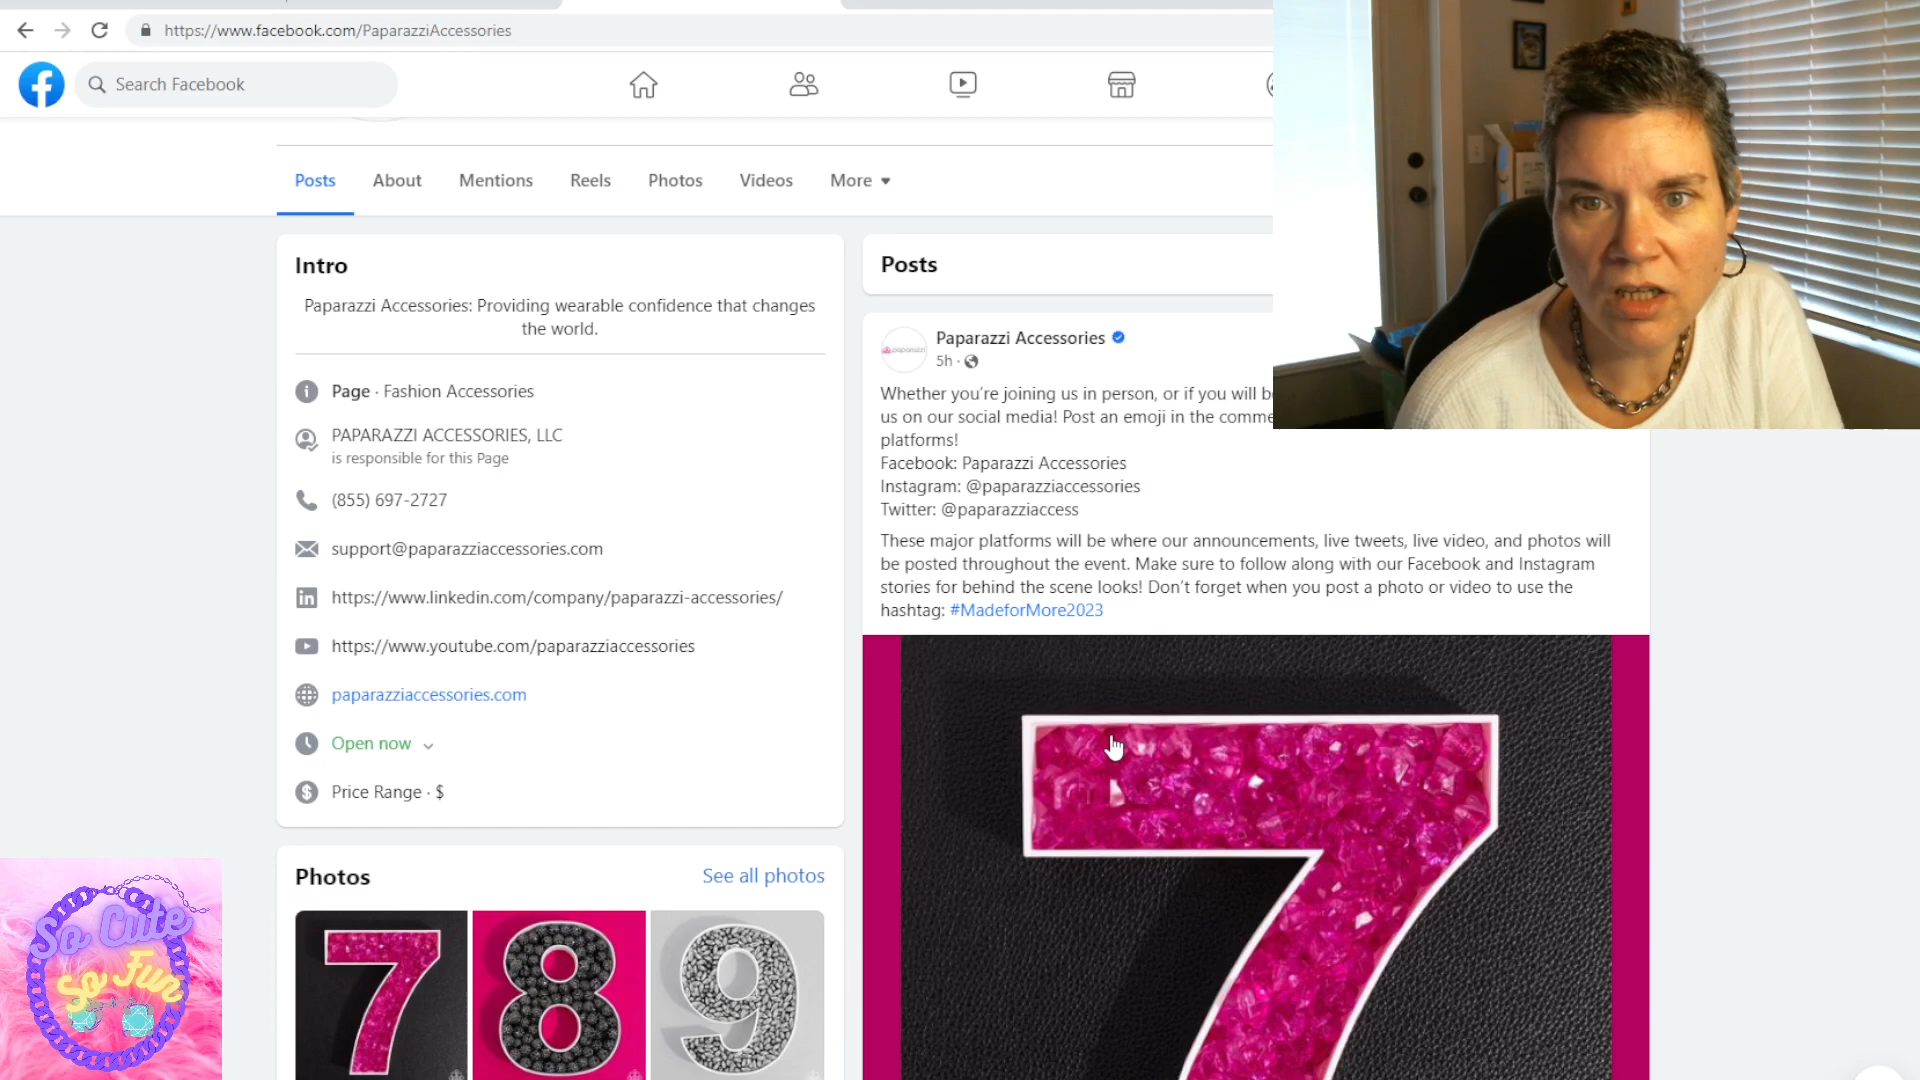 https://www.facebook.com/PaparazziAccessories
Search Facebook
Posts About Mentions Reels Photos Videos More
Intro
Paparazzi Accessories: Providing wearable confidence that changes
the world.
Page · Fashion Accessories
PAPARAZZI ACCESSORIES, LLC
is responsible for this Page
(855) 697-2727
support@paparazziaccessories.com
https://www.linkedin.com/company/paparazzi-accessories/
https://www.youtube.com/paparazziaccessories
paparazziaccessories.com
Open now
Price Range · $
Photos
See all photos
7 8 9
Posts
Paparazzi Accessories
paparazzi
5h ·
Whether you're joining us in person, or if you will b
us on our social media! Post an emoji in the comme
platforms!
Facebook: Paparazzi Accessories
Instagram: @paparazziaccessories
Twitter: @paparazziaccess
These major platforms will be where our announcements, live tweets, live video, and photos will
be posted throughout the event. Make sure to follow along with our Facebook and Instagram
stories for behind the scene looks! Don't forget when you post a photo or video to use the
hashtag: #MadeforMore2023
7
So Cute
So Fun